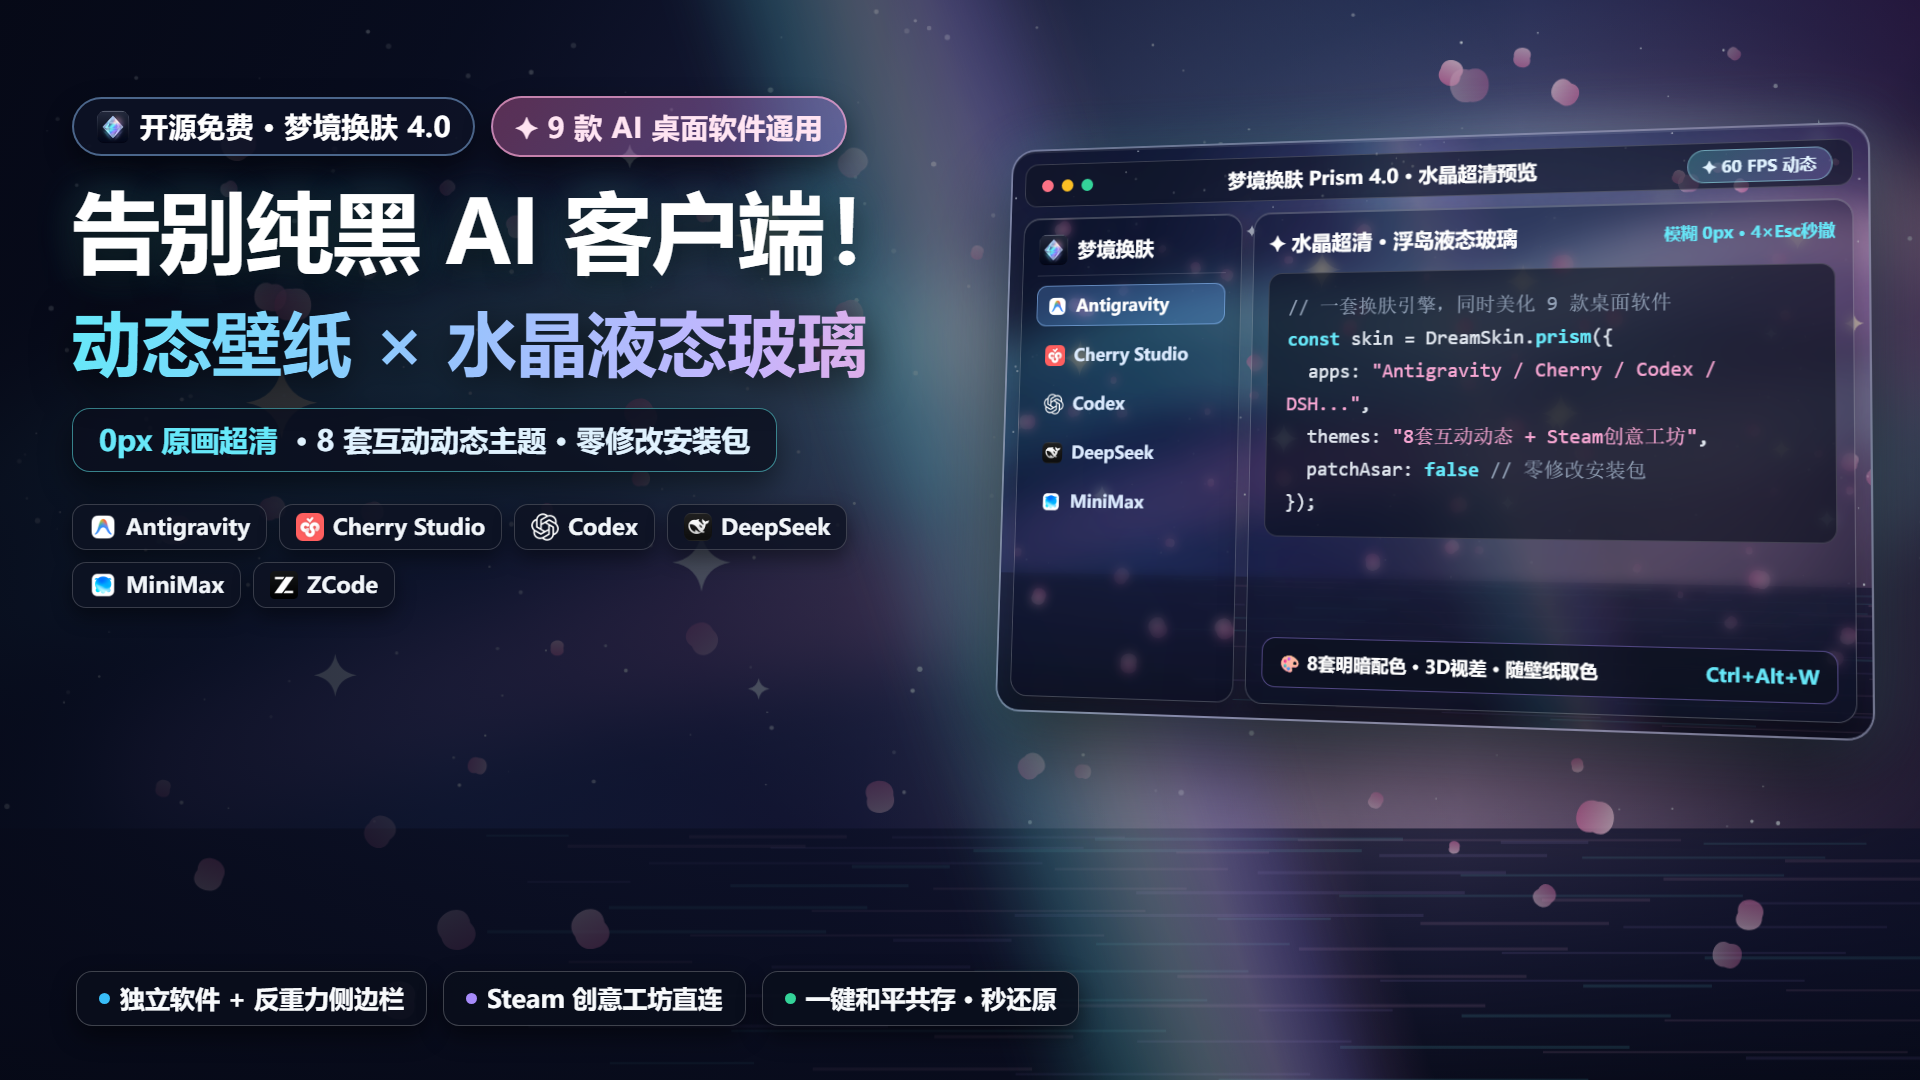 开源免费 • 梦境换肤 4.0
✦ 9 款 AI 桌面软件通用
告别纯黑 AI 客户端！
动态壁纸 × 水晶液态玻璃
0px 原画超清 • 8 套互动动态主题 • 零修改安装包
Antigravity
Cherry Studio
Codex
DeepSeek
MiniMax
ZCode
独立软件 + 反重力侧边栏
Steam 创意工坊直连
一键和平共存 • 秒还原
梦境换肤 Prism 4.0 • 水晶超清预览
✦ 60 FPS 动态
梦境换肤
Antigravity
Cherry Studio
Codex
DeepSeek
MiniMax
✦ 水晶超清 • 浮岛液态玻璃
模糊 0px • 4×Esc秒撤
// 一套换肤引擎，同时美化 9 款桌面软件
const skin = DreamSkin.prism({
apps: "Antigravity / Cherry / Codex /
DSH...",
themes: "8套互动动态 + Steam创意工坊",
patchAsar: false // 零修改安装包
});
🎨 8套明暗配色 • 3D视差 • 随壁纸取色
Ctrl+Alt+W